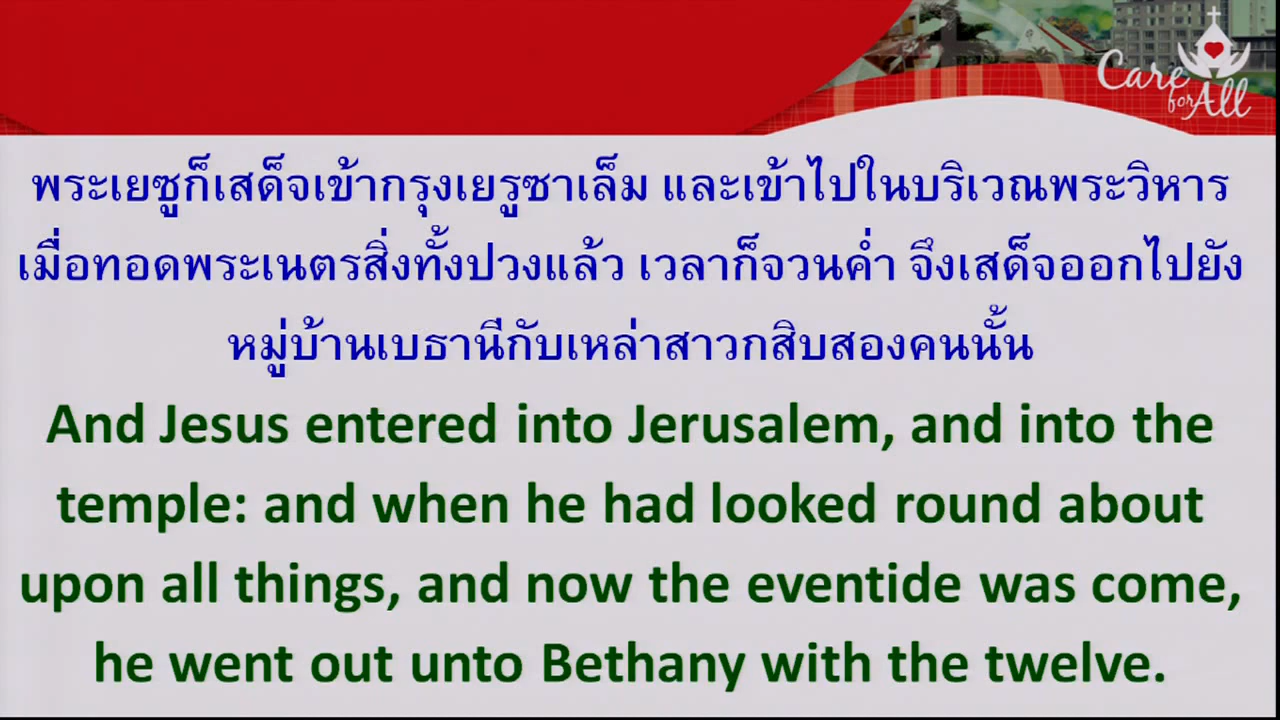 Care
for All
พระเยซูก็เสด็จเข้ากรุงเยรูซาเล็ม และเข้าไปในบริเวณพระวิหาร
เมื่อทอดพระเนตรสิ่งทั้งปวงแล้ว เวลาก็จวนค่ำ จึงเสด็จออกไปยัง
หมู่บ้านเบธานีกับเหล่าสาวกสิบสองคนนั้น
And Jesus entered into Jerusalem, and into the
temple: and when he had looked round about
upon all things, and now the eventide was come,
he went out unto Bethany with the twelve.